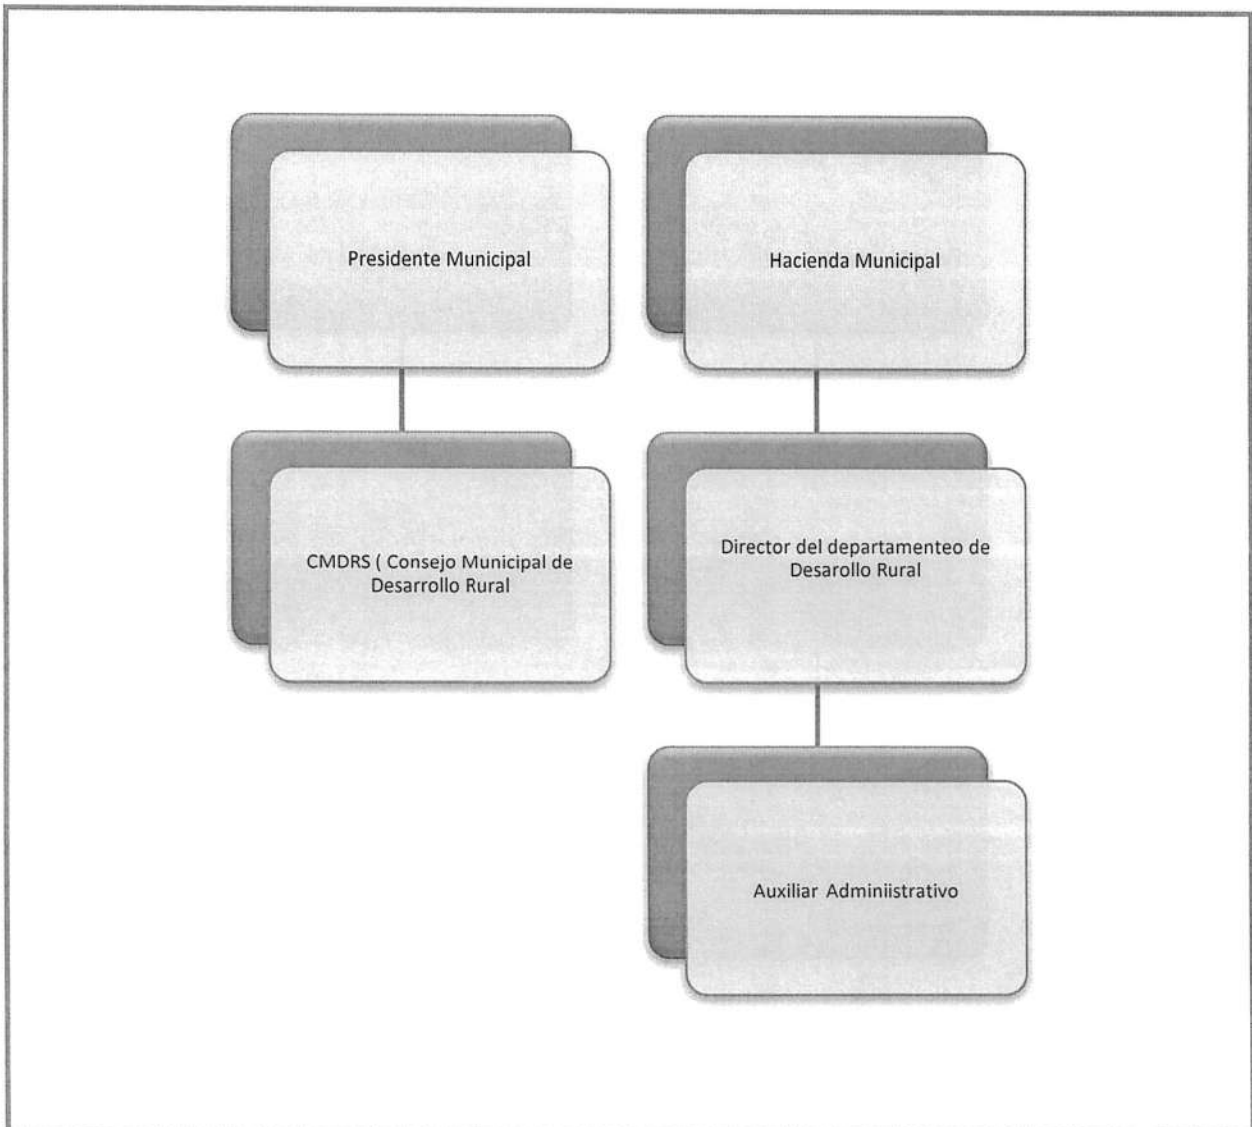 Presidente Municipal
Hacienda Municipal
CMDRS ( Consejo Municipal de
Desarrollo Rural
Director del departamenteo de
Desarollo Rural
Auxiliar Adminiistrativo